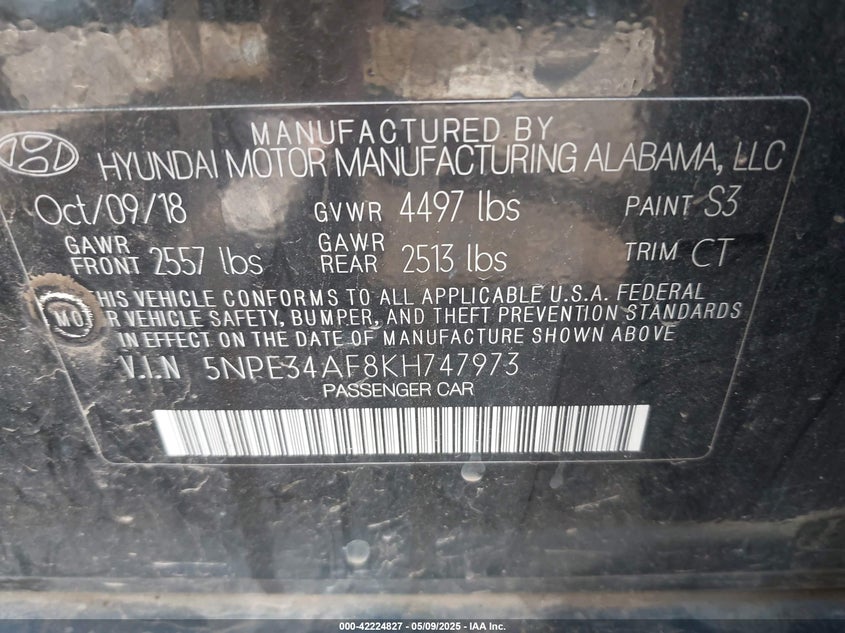 MANUFACTURED BY
HYUNDAI MOTOR MANUFACTURING ALABAMA, LLC
Oct/09/18 GVWR 4497 lbs PAINT S3
GAWR FRONT 2557 lbs GAWR REAR 2513 lbs TRIM CT
HIS VEHICLE CONFORMS TO ALL APPLICABLE U.S.A. FEDERAL
MO R VEHICLE SAFETY, BUMPER, AND THEFT PREVENTION STANDARDS
IN EFFECT ON THE DATE OF MANUFACTURE SHOWN ABOVE
V.I.N 5NPE34AF8KH747973
PASSENGER CAR
000-42224827 - 05/09/2025 - IAA Inc.